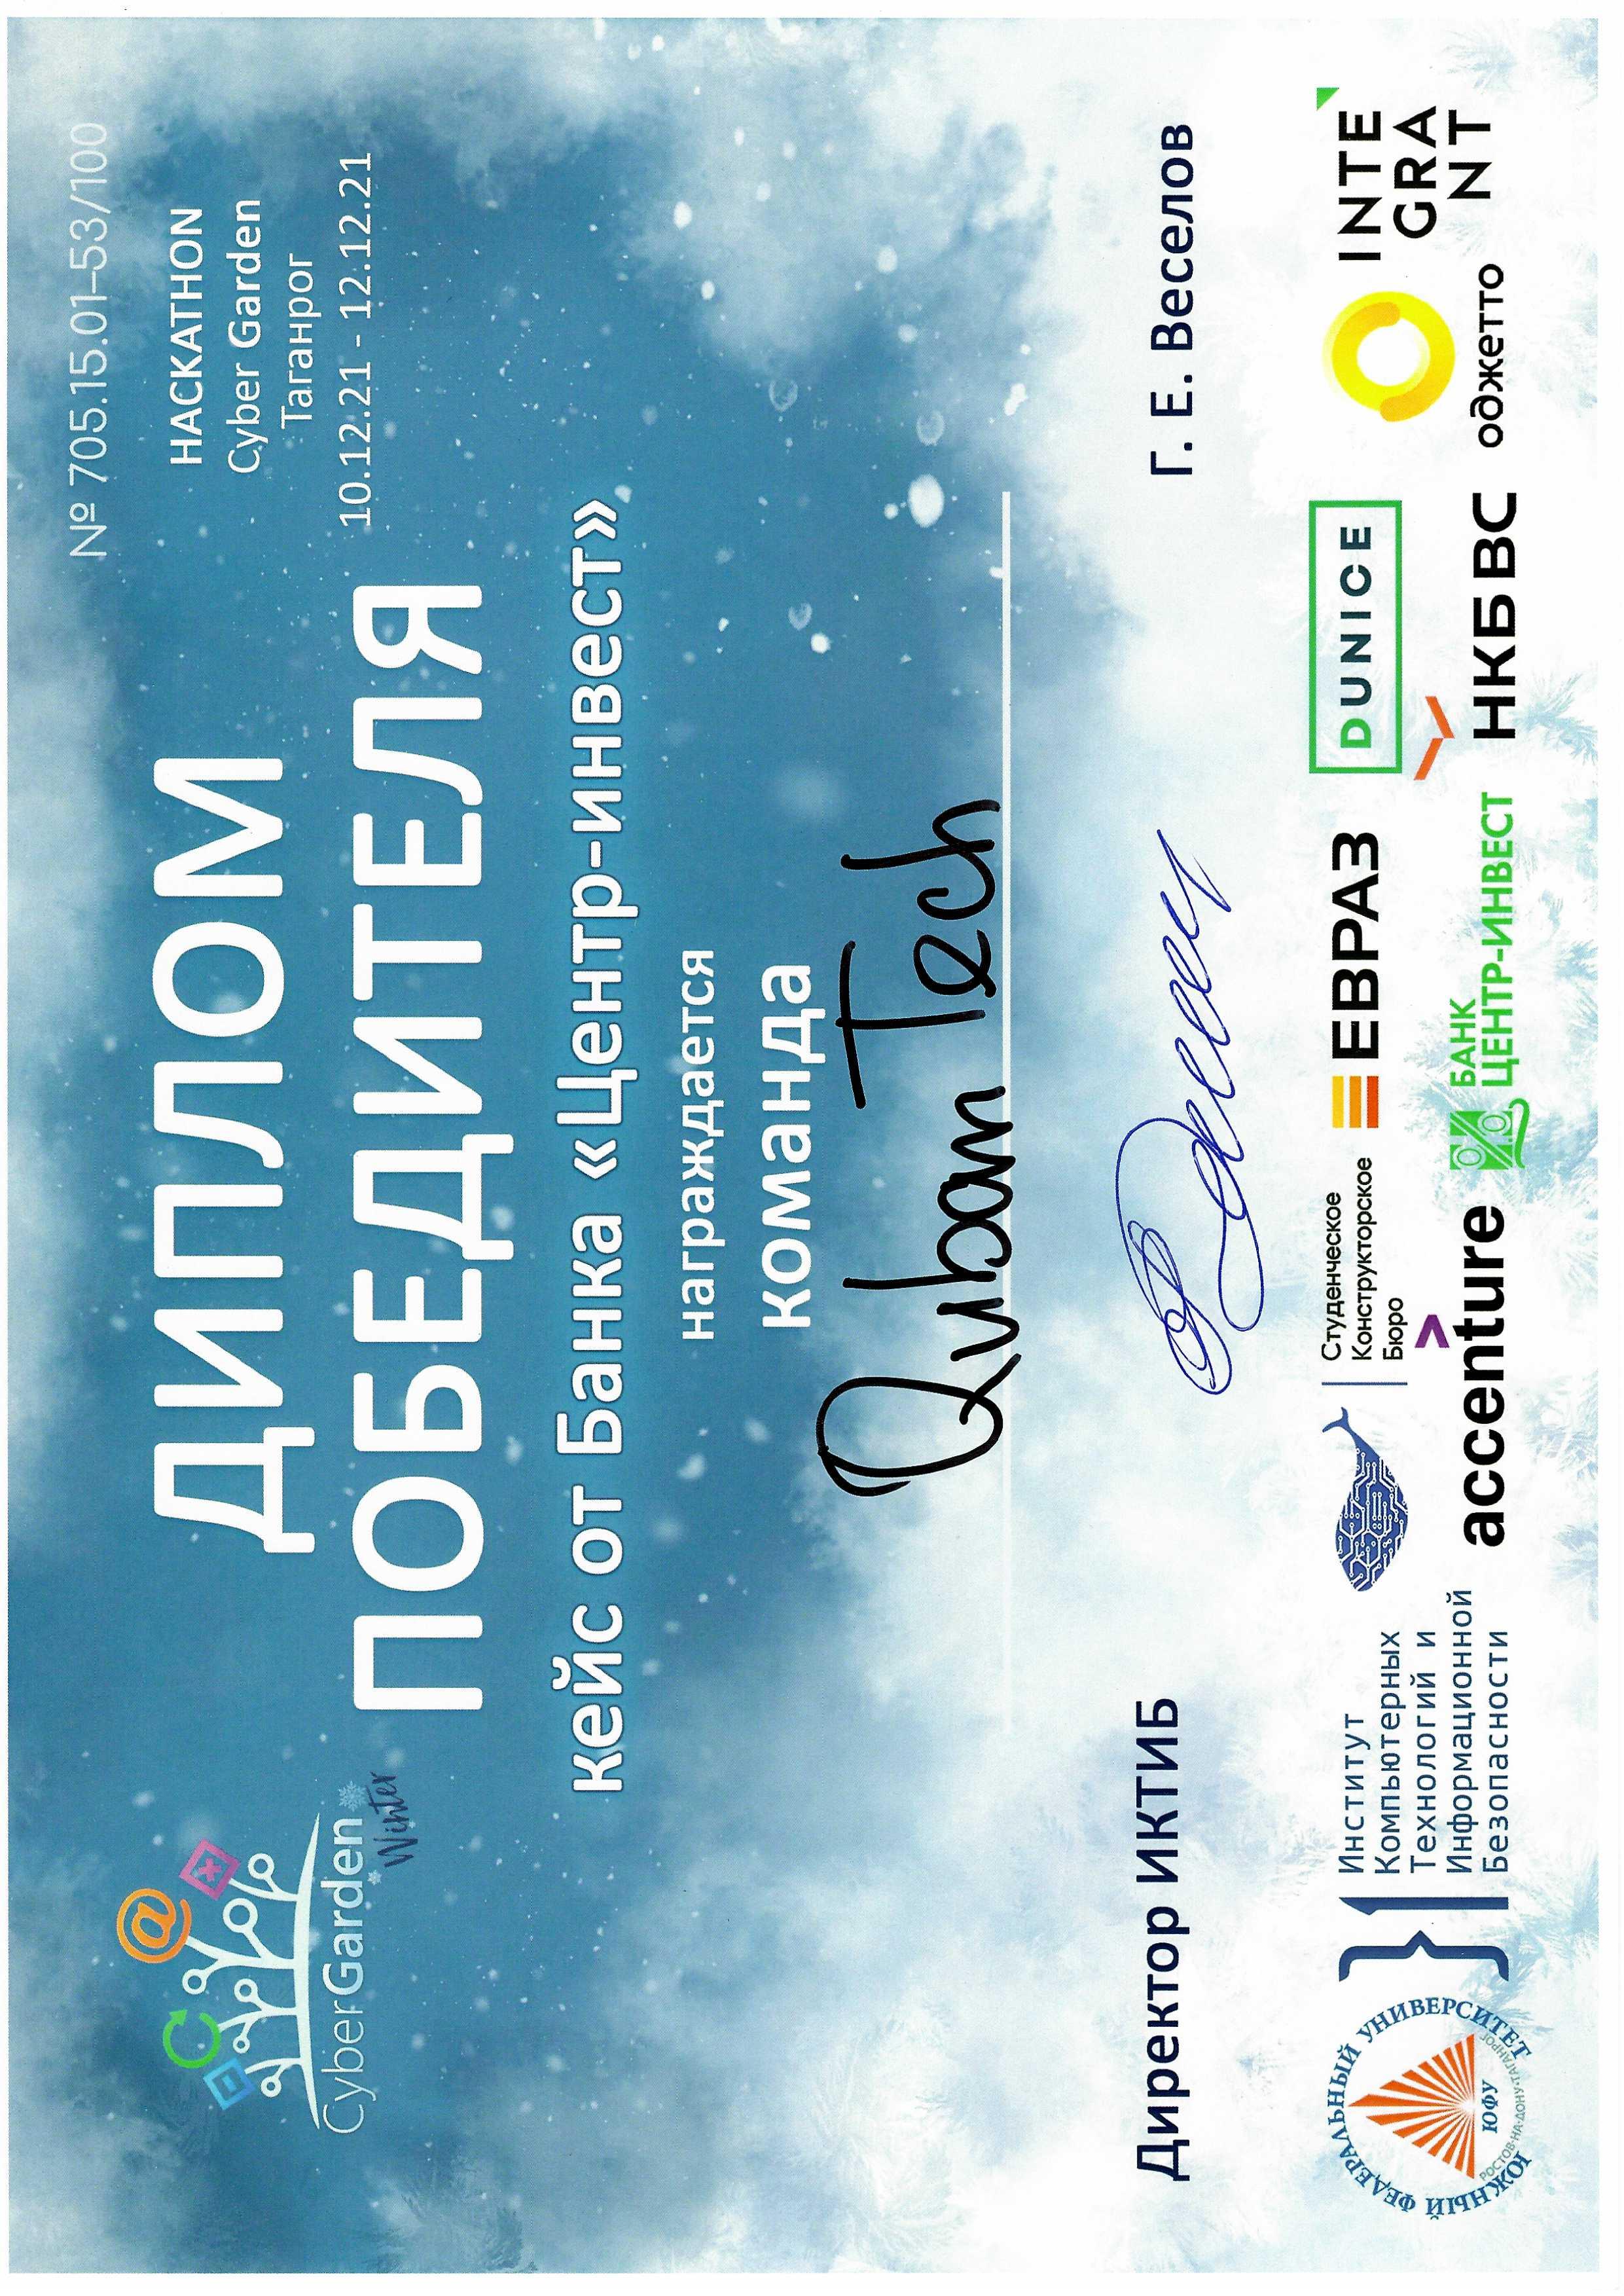 № 705.15.01-53/100
HACKATHON
Cyber Garden
Таганрог
10.12.21 - 12.12.21
CyberGarden
Winter
ДИПЛОМ
ПОБЕДИТЕЛЯ
кейс от Банка «Центр-инвест»
награждается
команда
Quban Tech
Директор ИКТИБ
Г. Е. Веселов
ЮЖНЫЙ ФЕДЕРАЛЬНЫЙ УНИВЕРСИТЕТ
ЮФУ
РОСТОВ-НА-ДОНУ-ТАГАНРОГ
Институт
Компьютерных
Технологий и
Информационной
Безопасности
Студенческое
Конструкторское
Бюро
accenture
ЕВРАЗ
БАНК
ЦЕНТР-ИНВЕСТ
DUNICE
НКБ ВС
оджетто
INTE
GRA
NT